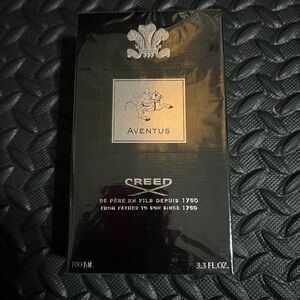 AVENTUS
CREED
DE PÈRE EN FILS DEPUIS 1760
FROM FATHER TO SON SINCE 1760
100 ML 3.3 FL.OZ.